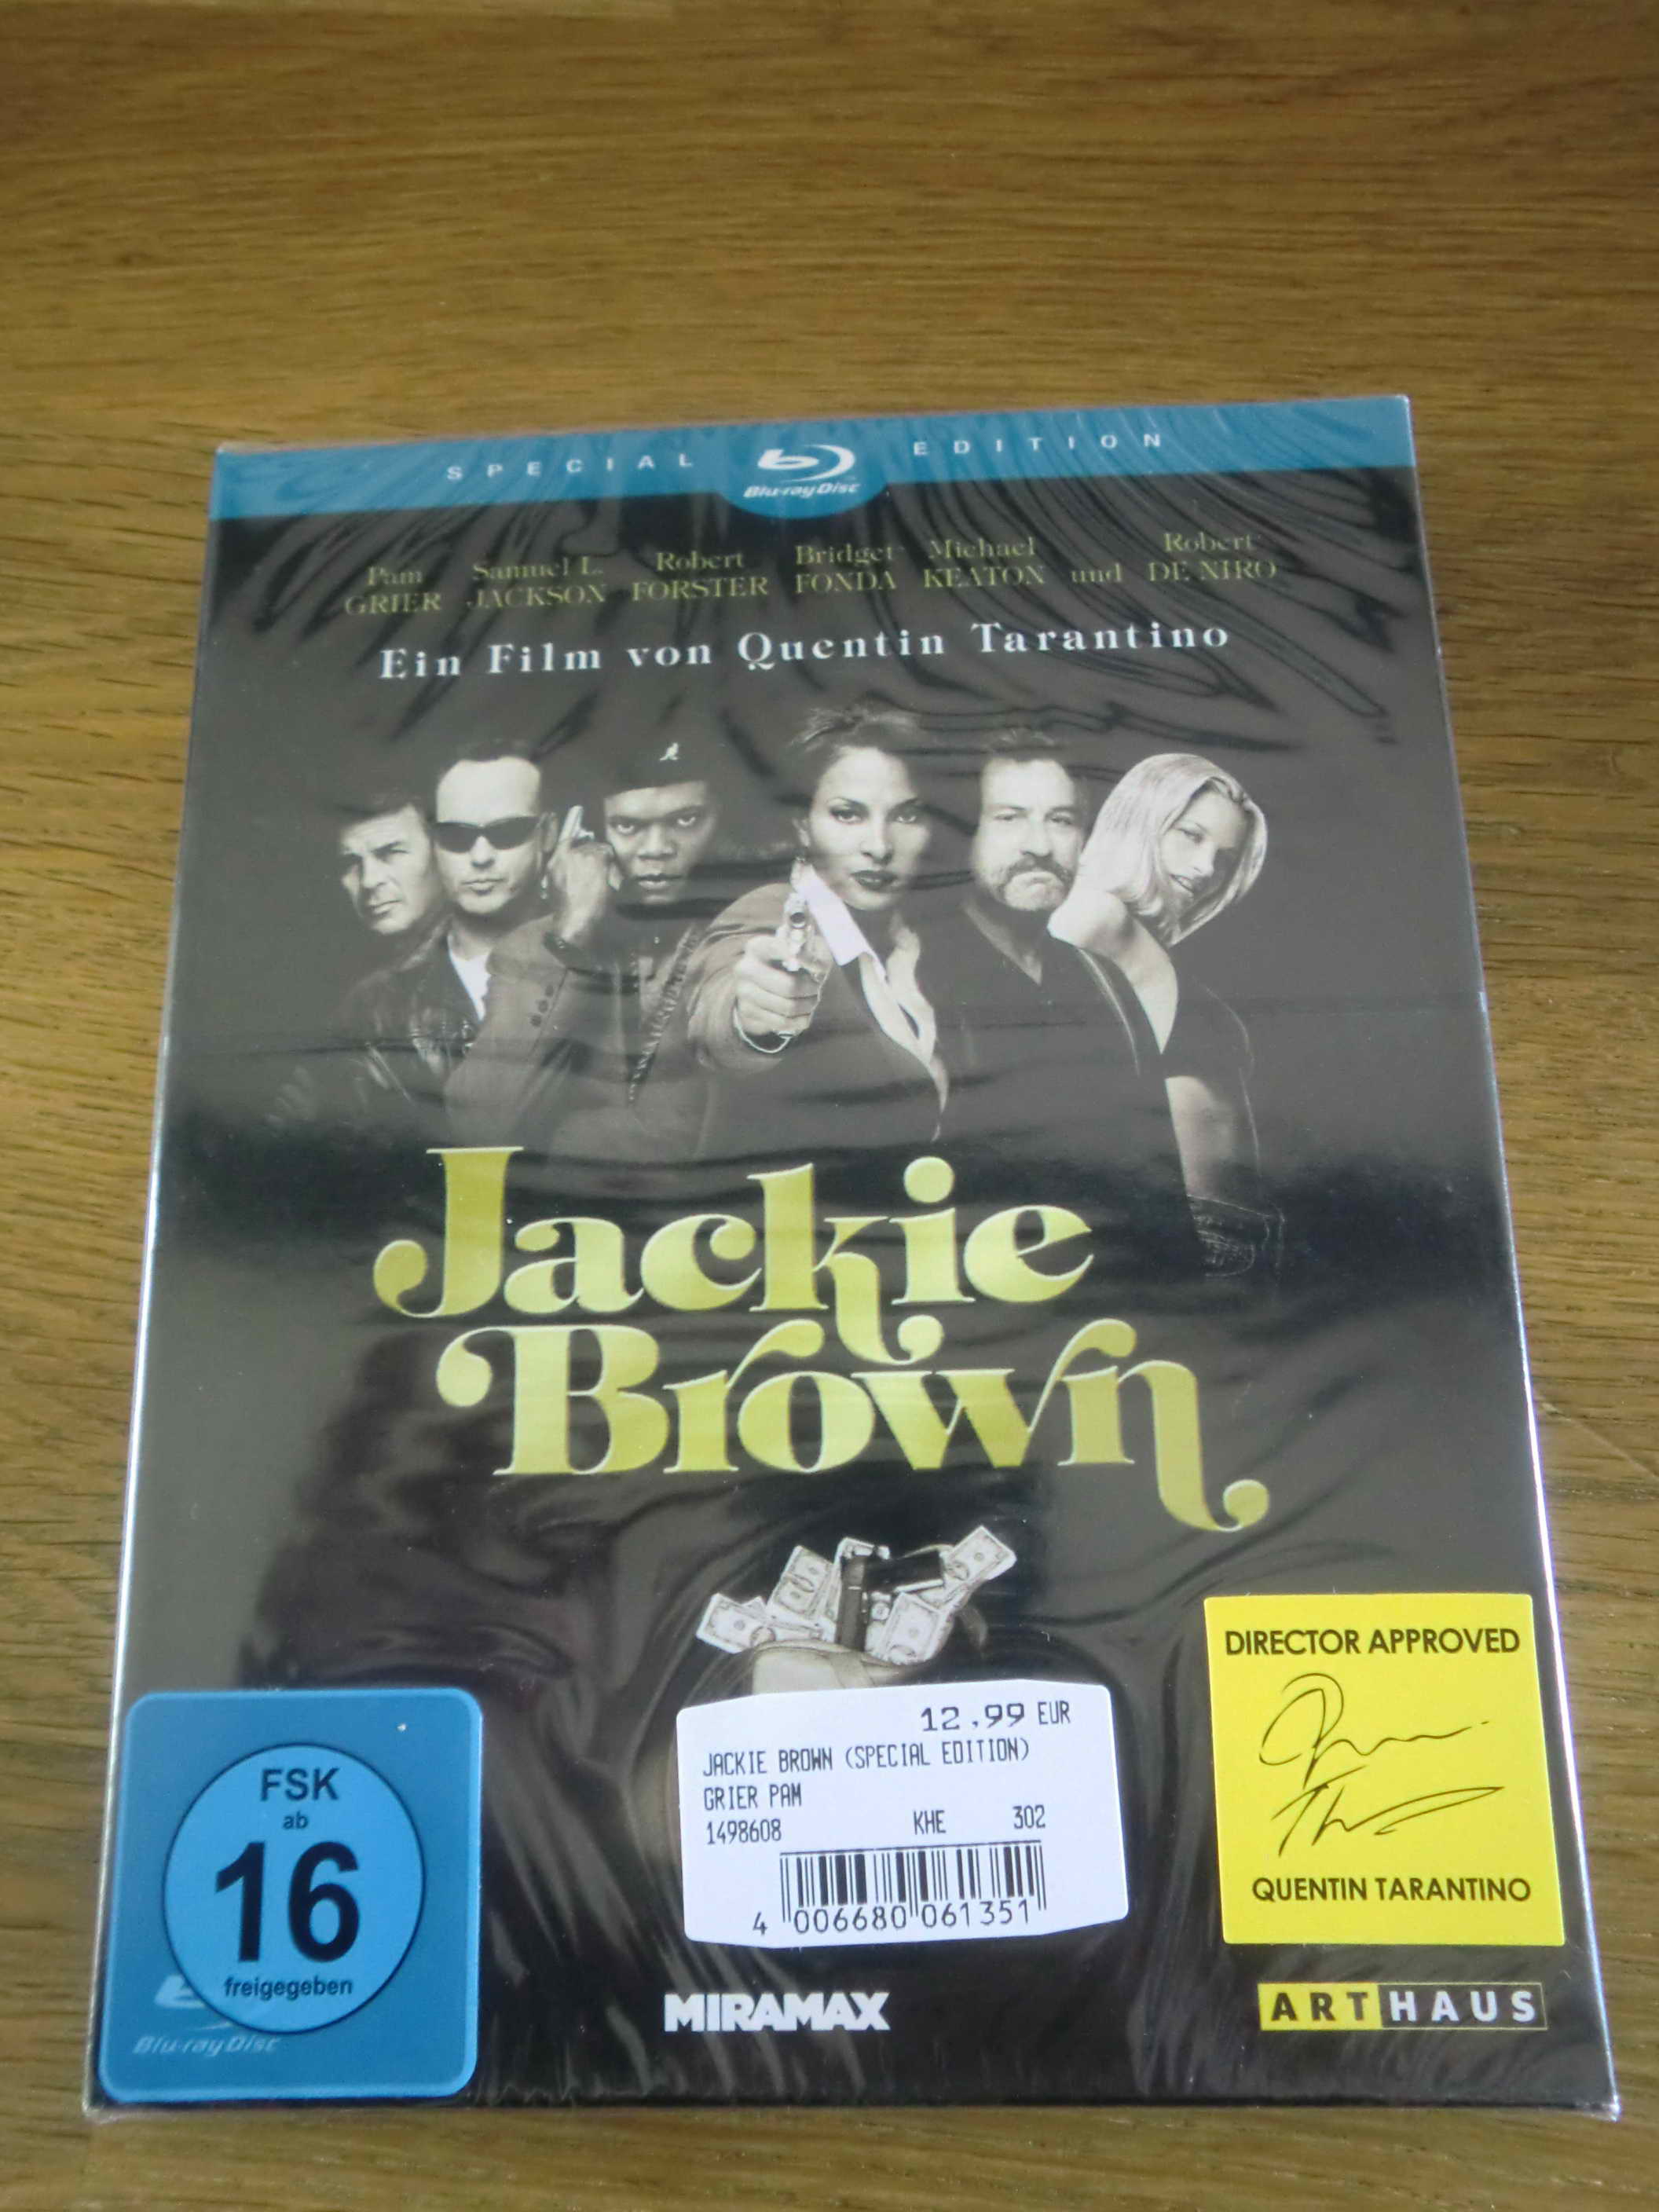 SPECIAL Blu-ray Disc EDITION
Pam GRIER Samuel L. JACKSON Robert FORSTER Bridget FONDA Michael KEATON und Robert DE NIRO
Ein Film von Quentin Tarantino
Jackie
Brown
12,99 EUR
JACKIE BROWN (SPECIAL EDITION)
GRIER PAM
1498608 KHE 302
4 006680 061351
DIRECTOR APPROVED
QUENTIN TARANTINO
FSK
ab
16
freigegeben
Blu-ray Disc
MIRAMAX
ARTHAUS